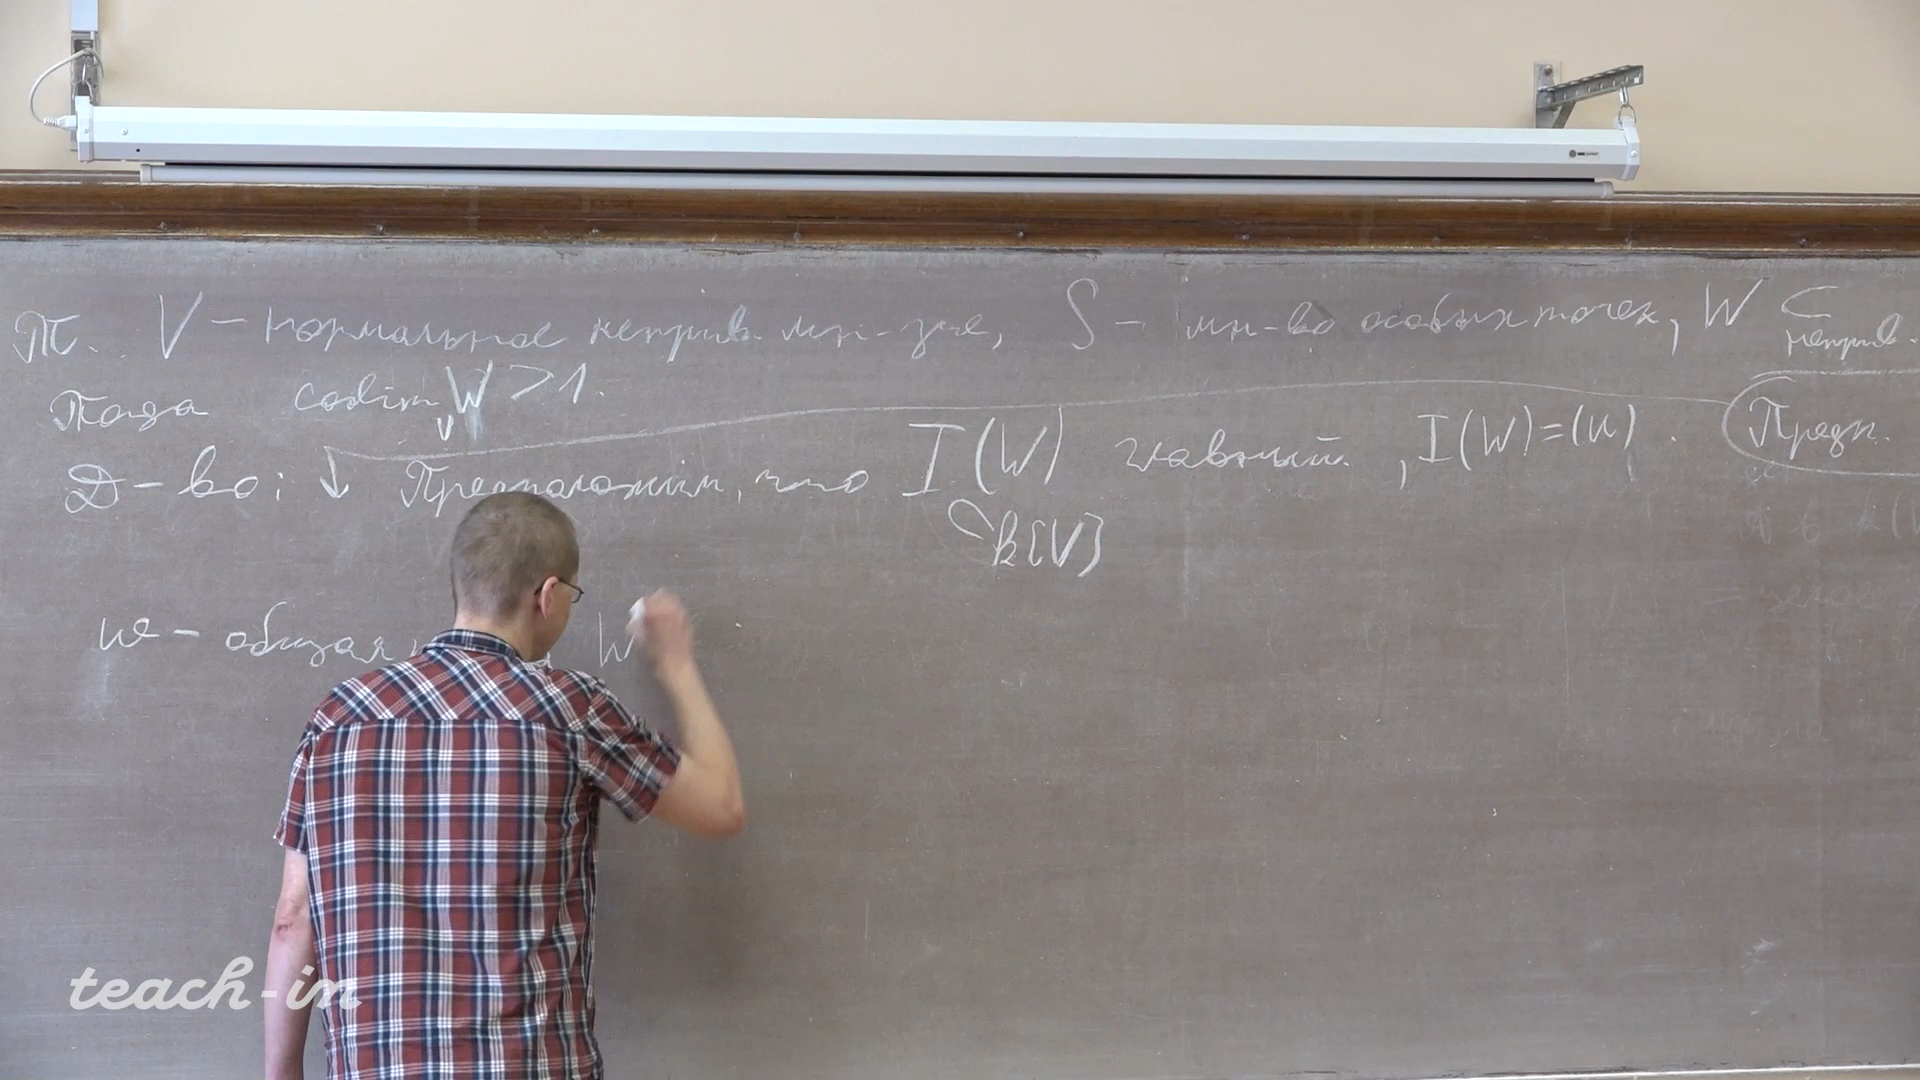 Т. V – нормальное неприв. мн-зие, S – мн-во особых точек, W ⊂
неприв.
Тогда codim_V W > 1.
Д-во: ↓ Предположим, что I(W) главный, I(W)=(u). Предп.
⊂ k[V]
w – общая W
teach-in